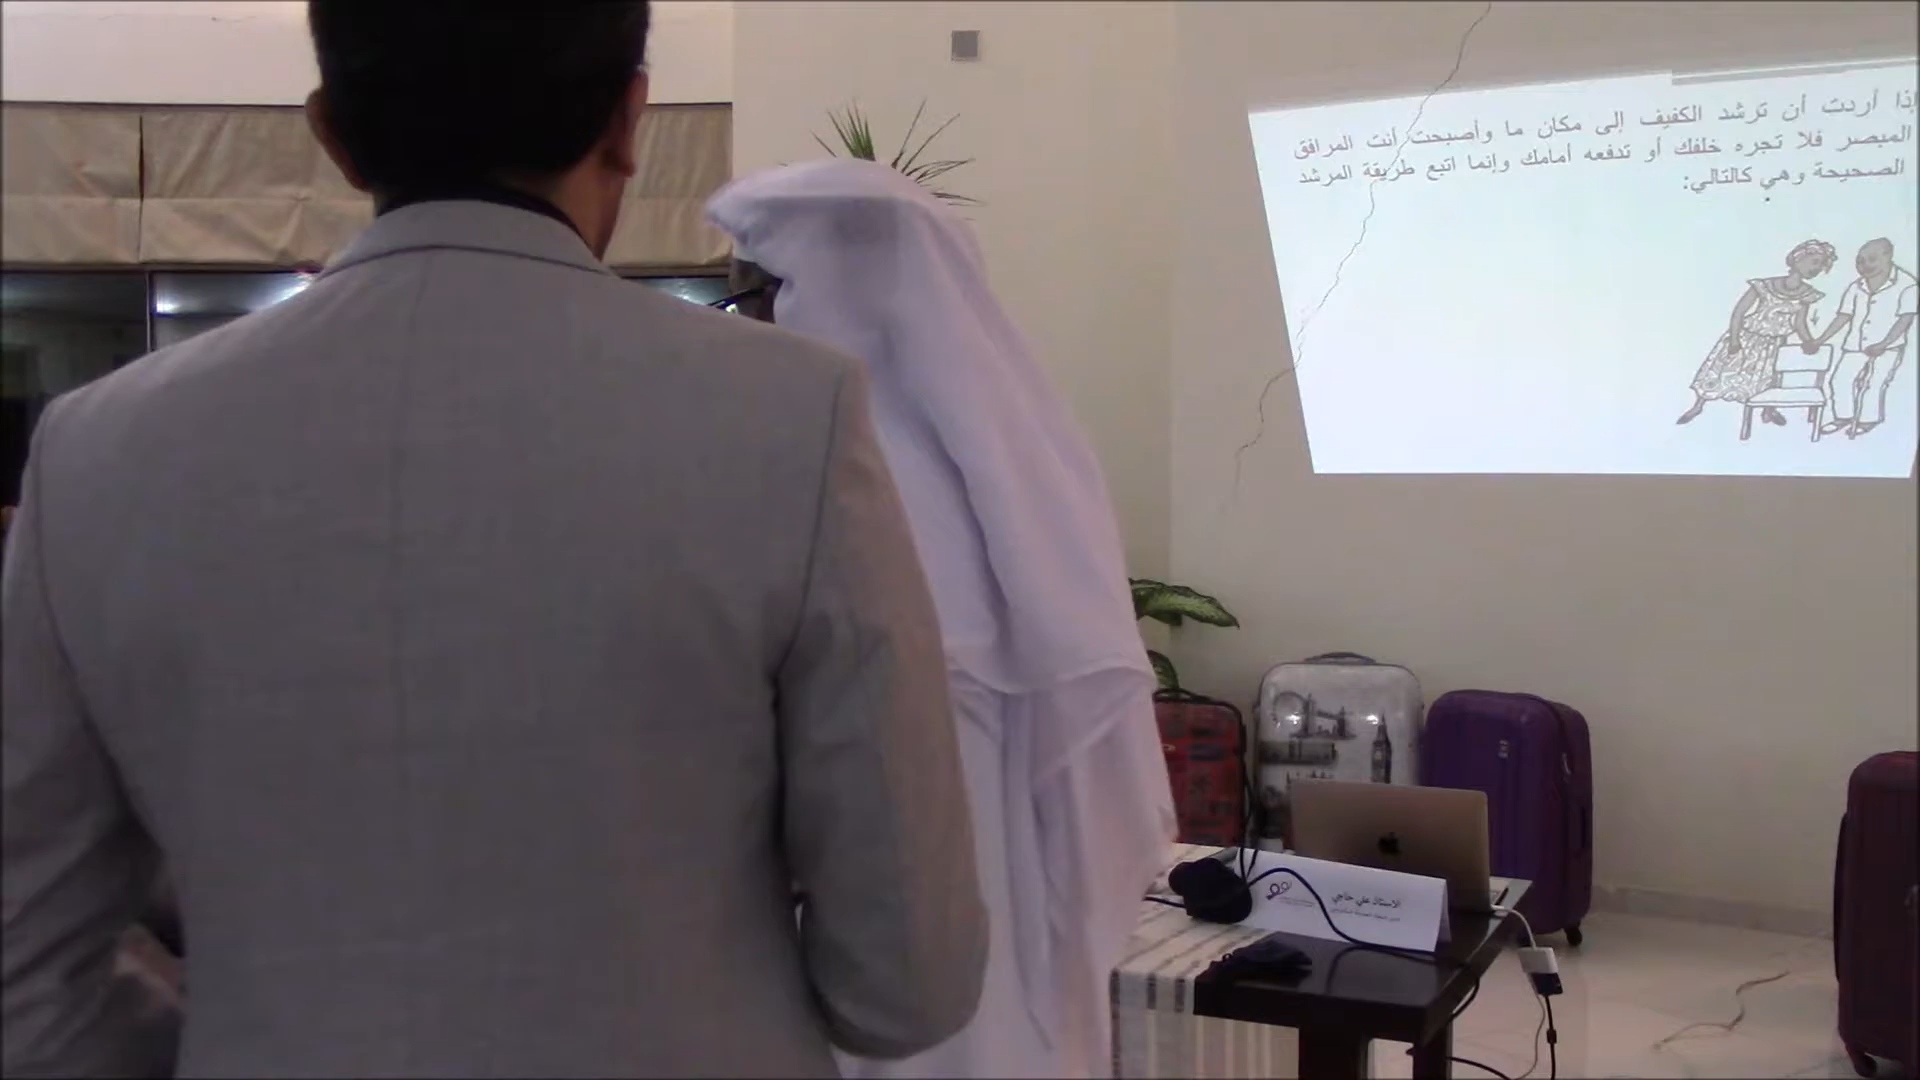 إذا أردت أن ترشد الكفيف إلى مكان ما وأصبحت أنت المرافق
المبصر فلا تجره خلفك أو تدفعه أمامك وإنما اتبع طريقة المرشد
الصحيحة وهي كالتالي:
الاستاذ علي حاجي